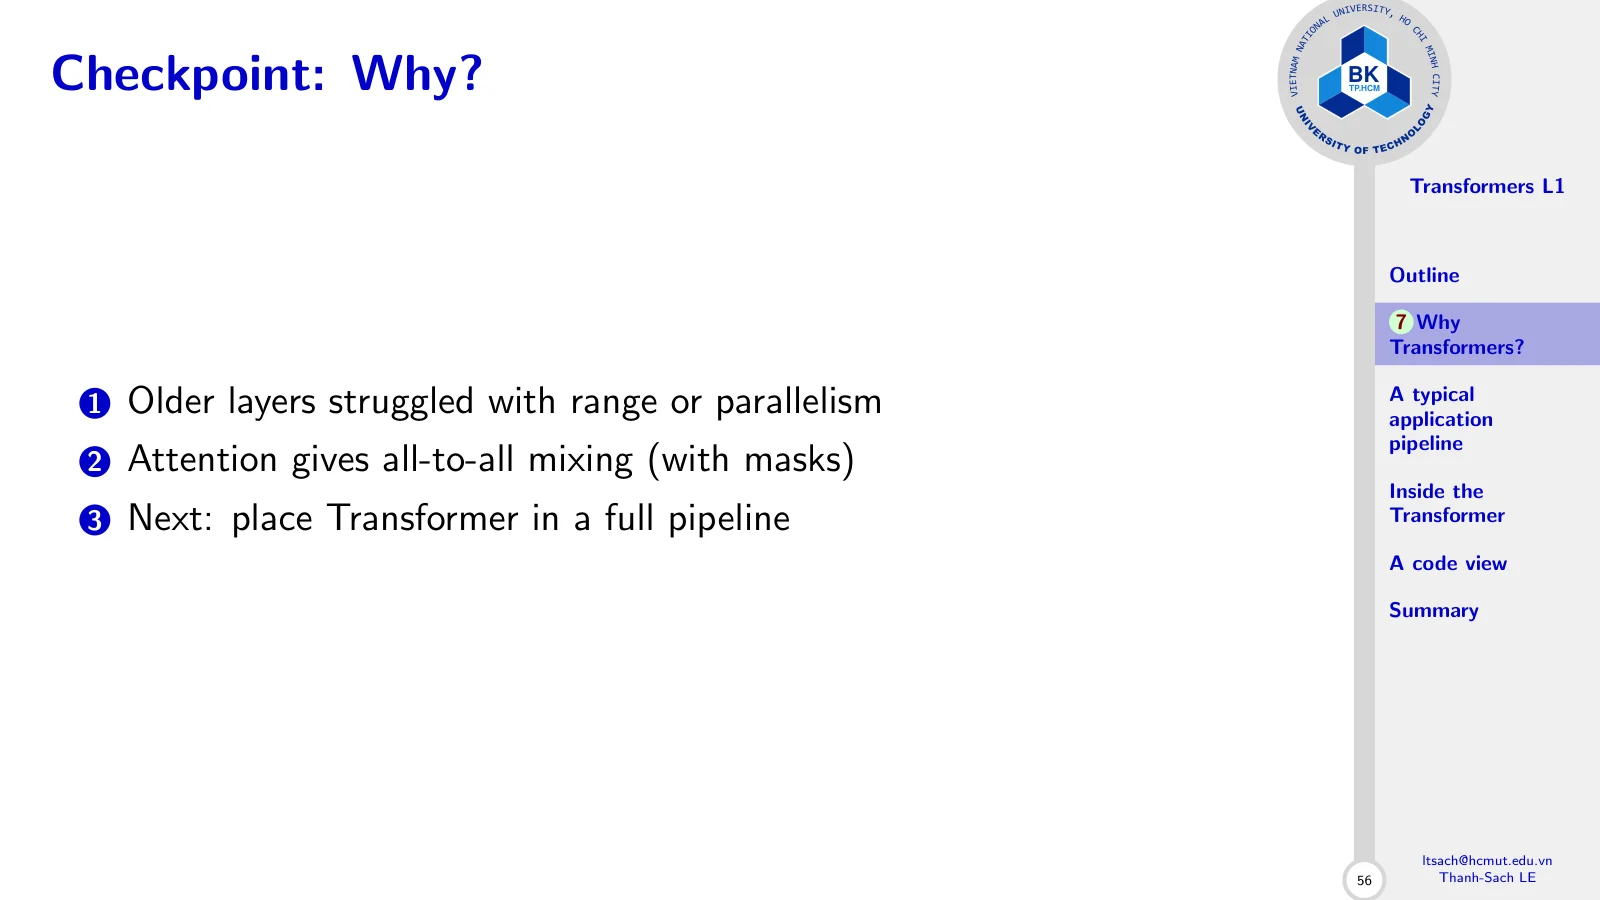 Checkpoint: Why?
1 Older layers struggled with range or parallelism
2 Attention gives all-to-all mixing (with masks)
3 Next: place Transformer in a full pipeline
VIETNAM NATIONAL UNIVERSITY, HO CHI MINH CITY
BK
TP.HCM
UNIVERSITY OF TECHNOLOGY
Transformers L1
Outline
7 Why
Transformers?
A typical
application
pipeline
Inside the
Transformer
A code view
Summary
56
ltsach@hcmut.edu.vn
Thanh-Sach LE